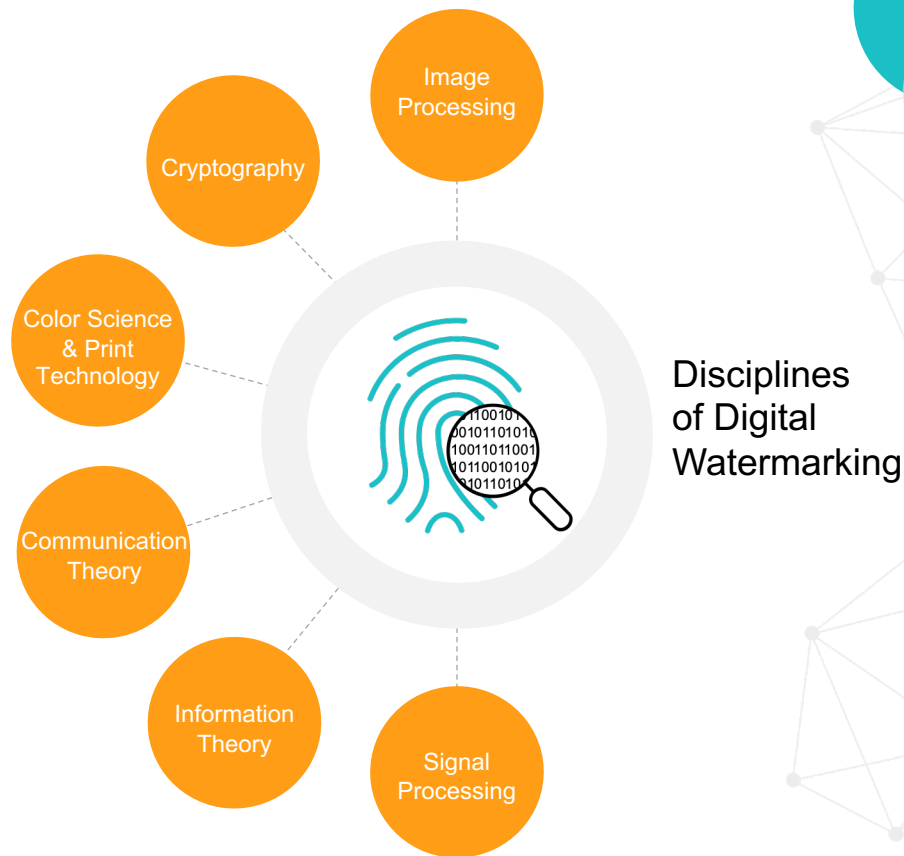 Image
Processing
Cryptography
Color Science
& Print
Technology
Communication
Theory
Information
Theory
Signal
Processing
Disciplines
of Digital
Watermarking